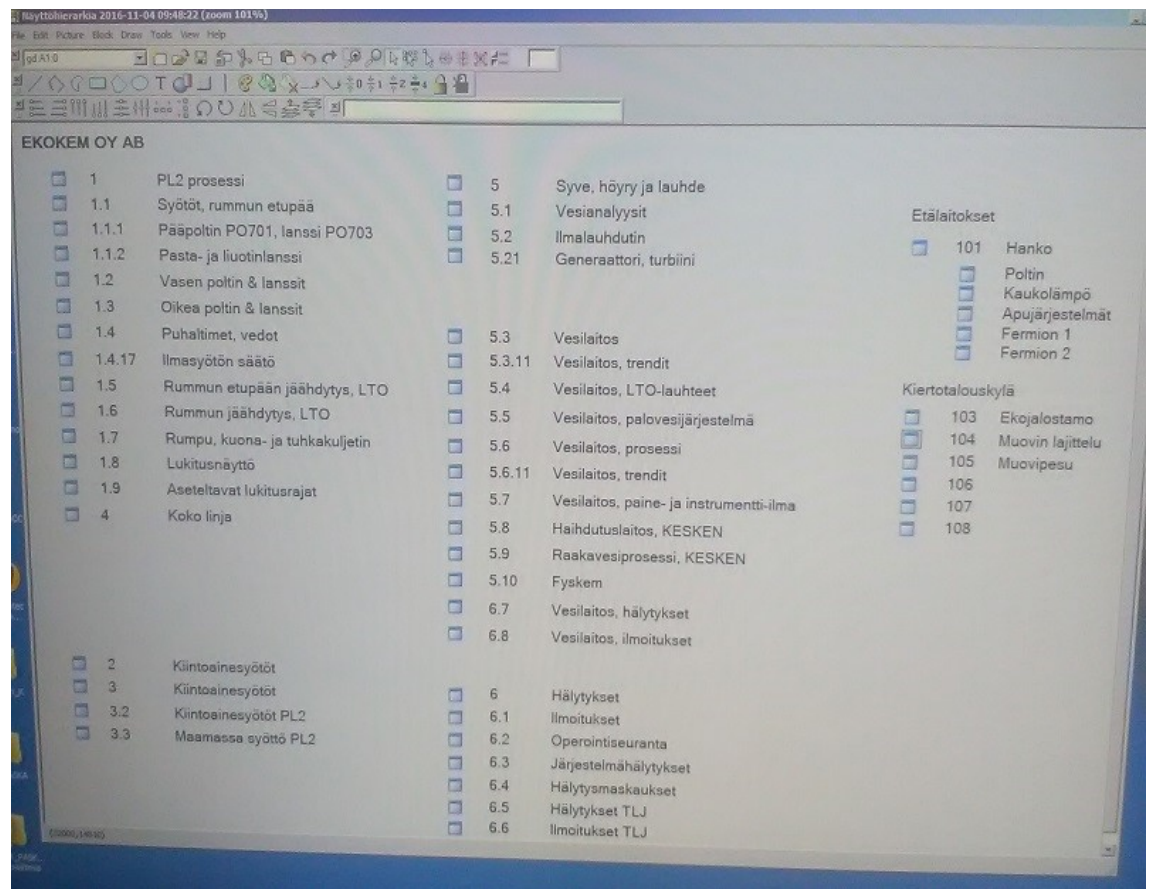 Näyttöhierarkia 2016-11-04 09:48:22 (zoom 101%)
File Edit Picture Block Draw Tools View Help
gd A1:0
EKOKEM OY AB
1 PL2 prosessi
1.1 Syötöt, rummun etupää
1.1.1 Pääpoltin PO701, lanssi PO703
1.1.2 Pasta- ja liuotinlanssi
1.2 Vasen poltin & lanssit
1.3 Oikea poltin & lanssit
1.4 Puhaltimet, vedot
1.4.17 Ilmasyötön säätö
1.5 Rummun etupään jäähdytys, LTO
1.6 Rummun jäähdytys, LTO
1.7 Rumpu, kuona- ja tuhkakuljetin
1.8 Lukitusnäyttö
1.9 Aseteltavat lukitusrajat
4 Koko linja
2 Kiintoainesyötöt
3 Kiintoainesyötöt
3.2 Kiintoainesyötöt PL2
3.3 Maamassa syöttö PL2
5 Syve, höyry ja lauhde
5.1 Vesianalyysit
5.2 Ilmalauhdutin
5.21 Generaattori, turbiini
5.3 Vesilaitos
5.3.11 Vesilaitos, trendit
5.4 Vesilaitos, LTO-lauhteet
5.5 Vesilaitos, palovesijärjestelmä
5.6 Vesilaitos, prosessi
5.6.11 Vesilaitos, trendit
5.7 Vesilaitos, paine- ja instrumentti-ilma
5.8 Haihdutuslaitos, KESKEN
5.9 Raakavesiprosessi, KESKEN
5.10 Fyskem
6.7 Vesilaitos, hälytykset
6.8 Vesilaitos, ilmoitukset
6 Hälytykset
6.1 Ilmoitukset
6.2 Operointiseuranta
6.3 Järjestelmähälytykset
6.4 Hälytysmaskaukset
6.5 Hälytykset TLJ
6.6 Ilmoitukset TLJ
Etälaitokset
101 Hanko
Poltin
Kaukolämpö
Apujärjestelmät
Fermion 1
Fermion 2
Kiertotalouskylä
103 Ekojalostamo
104 Muovin lajittelu
105 Muovipesu
106
107
108